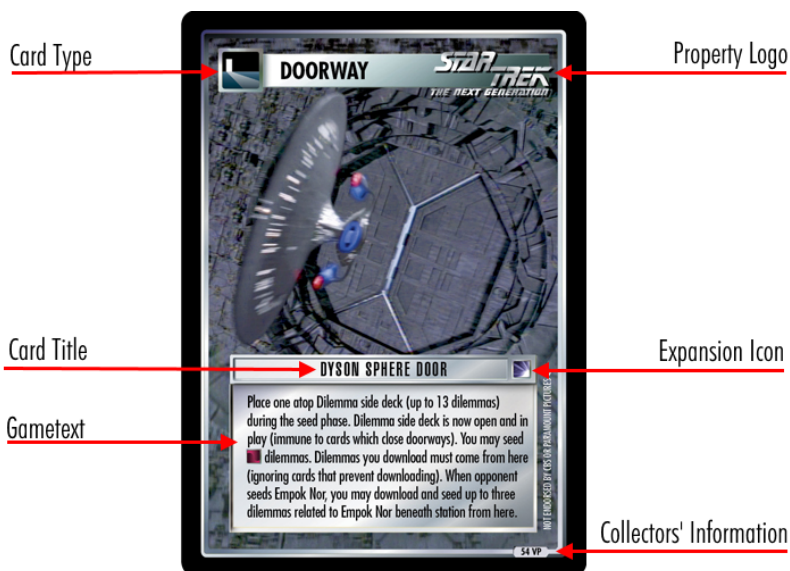 Card Type
DOORWAY
STAR TREK
THE NEXT GENERATION
Property Logo
Card Title
DYSON SPHERE DOOR
Expansion Icon
Gametext
Place one atop Dilemma side deck (up to 13 dilemmas)
during the seed phase. Dilemma side deck is now open and in
play (immune to cards which close doorways). You may seed
dilemmas. Dilemmas you download must come from here
(ignoring cards that prevent downloading). When opponent
seeds Empok Nor, you may download and seed up to three
dilemmas related to Empok Nor beneath station from here.
NOT ENDORSED BY CBS OR PARAMOUNT PICTURES
Collectors' Information
54 VP